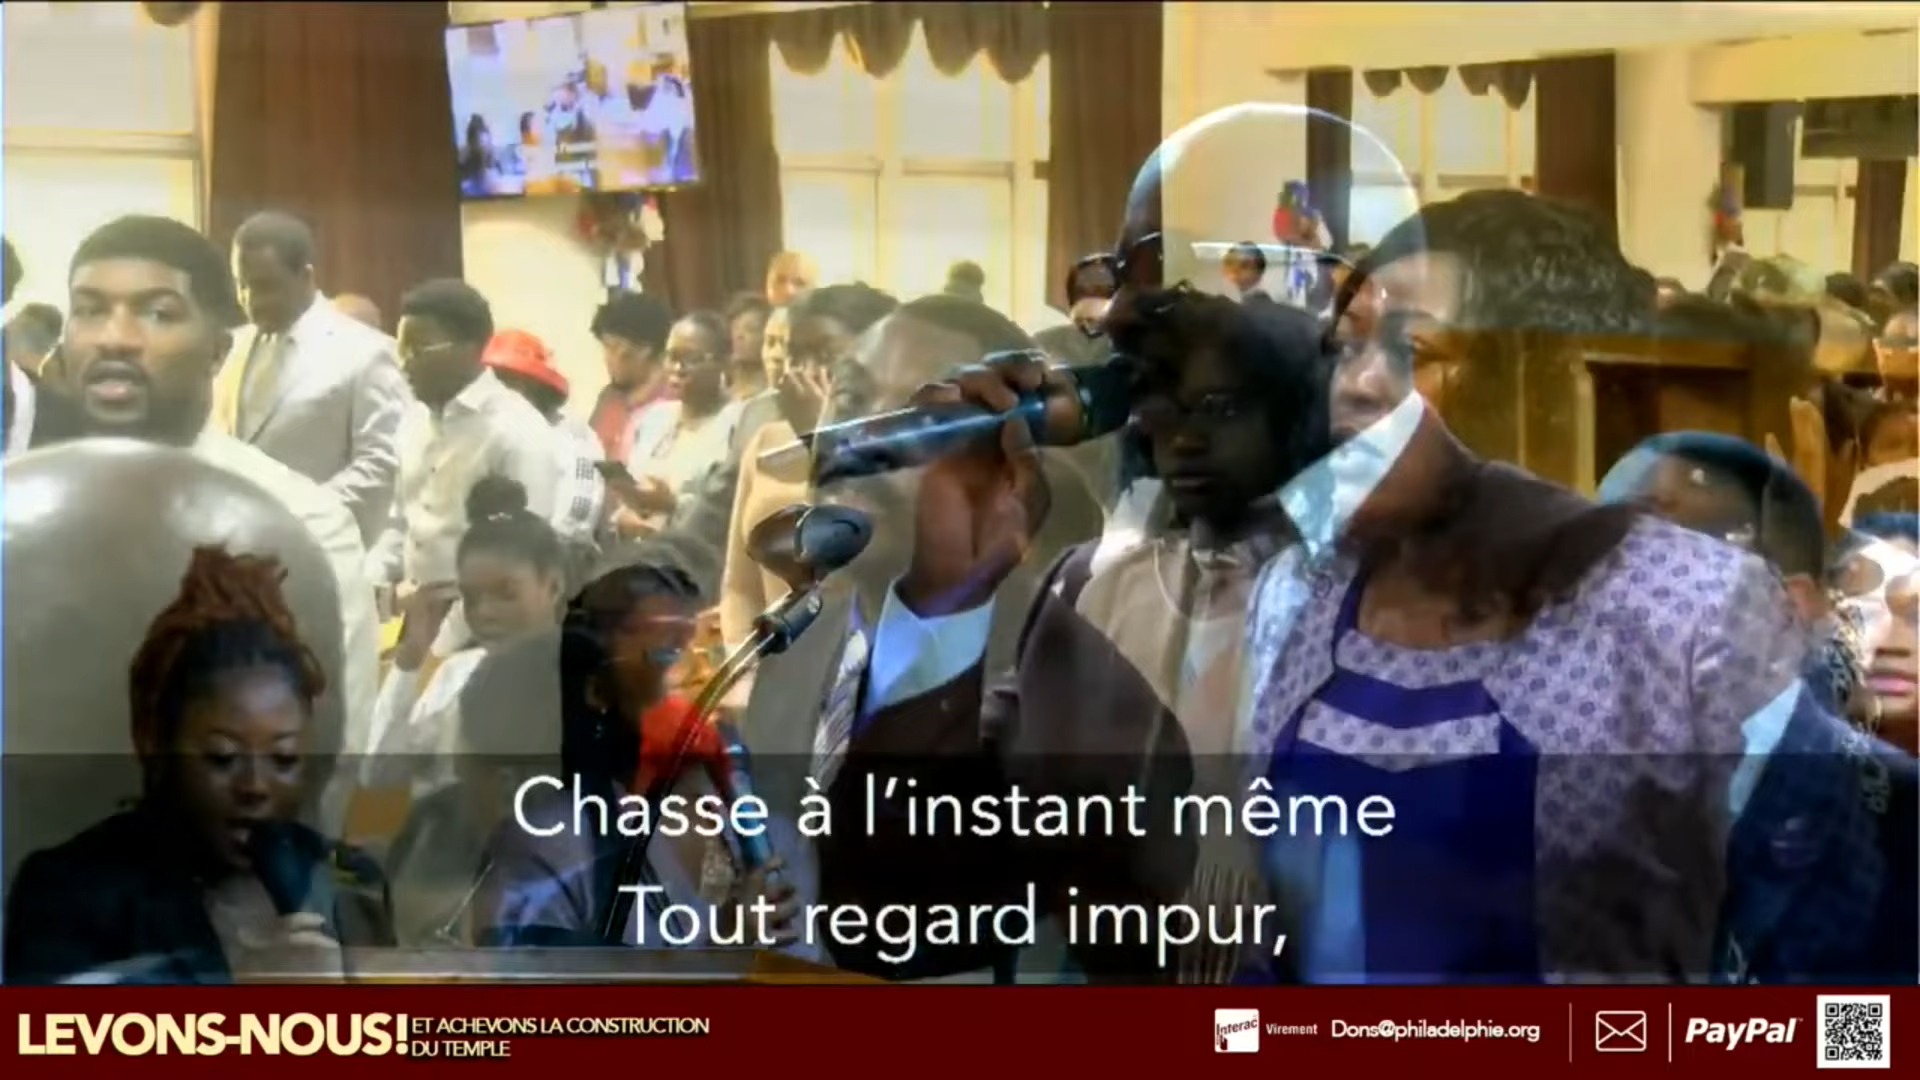 Chasse à l'instant même
Tout regard impur,
LEVONS-NOUS! ET ACHEVONS LA CONSTRUCTION
DU TEMPLE
Interac Virement Dons@philadelphie.org
PayPal